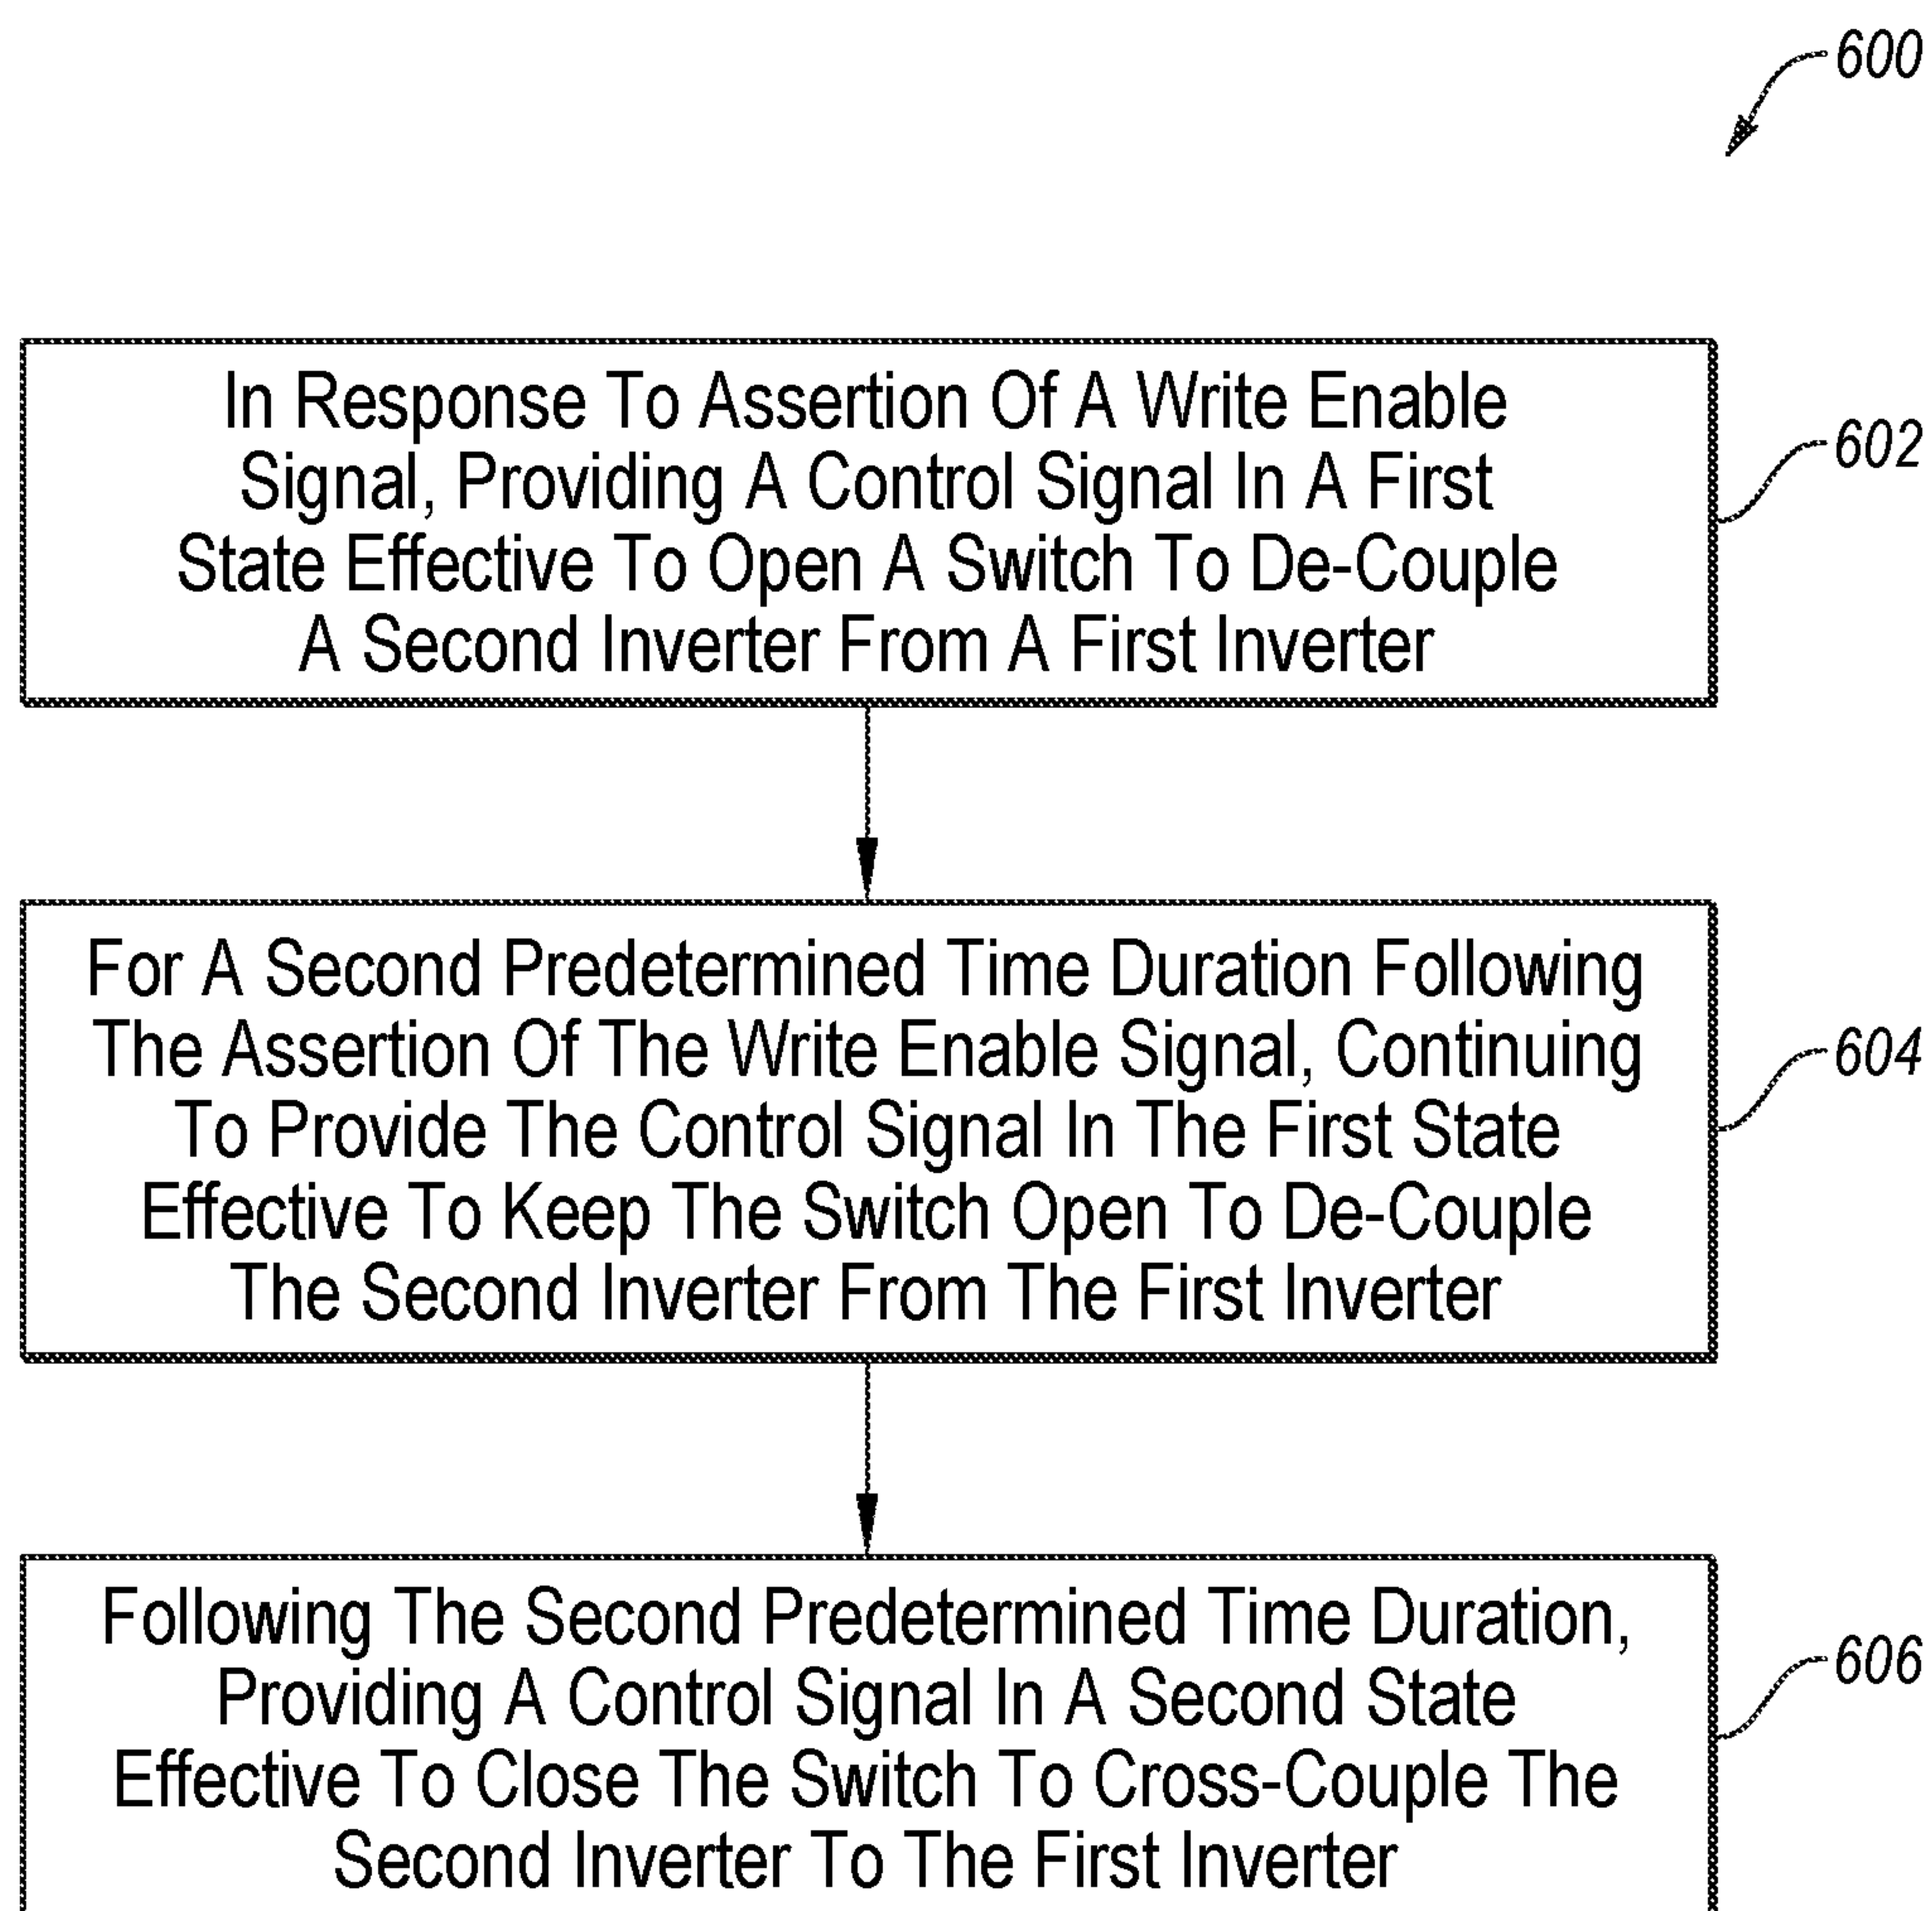 600
In Response To Assertion Of A Write Enable
Signal, Providing A Control Signal In A First
State Effective To Open A Switch To De-Couple
A Second Inverter From A First Inverter
602
For A Second Predetermined Time Duration Following
The Assertion Of The Write Enable Signal, Continuing
To Provide The Control Signal In The First State
Effective To Keep The Switch Open To De-Couple
The Second Inverter From The First Inverter
604
Following The Second Predetermined Time Duration,
Providing A Control Signal In A Second State
Effective To Close The Switch To Cross-Couple The
Second Inverter To The First Inverter
606